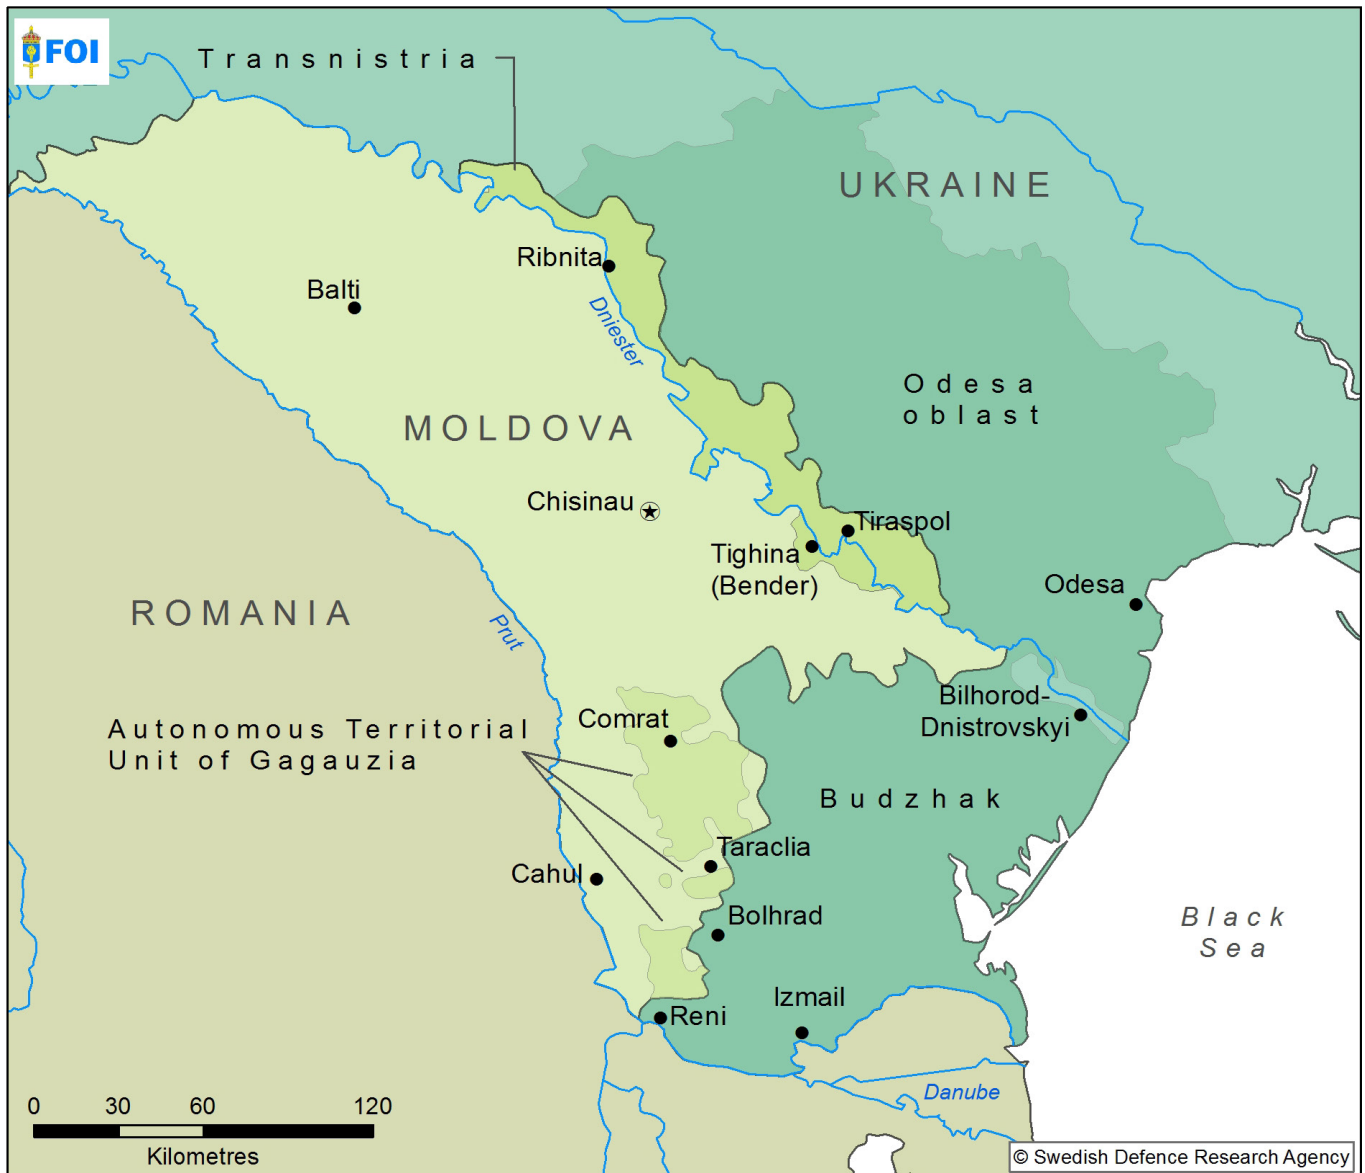 FOI
Transnistria
UKRAINE
Ribnita
Balti
Dniester
Odesa
oblast
MOLDOVA
Chisinau
Tiraspol
Tighina
(Bender)
Odesa
ROMANIA
Prut
Bilhorod-
Dnistrovskyi
Comrat
Autonomous Territorial
Unit of Gagauzia
Budzhak
Taraclia
Cahul
Bolhrad
Black
Sea
Izmail
Reni
Danube
0 30 60 120
Kilometres
© Swedish Defence Research Agency